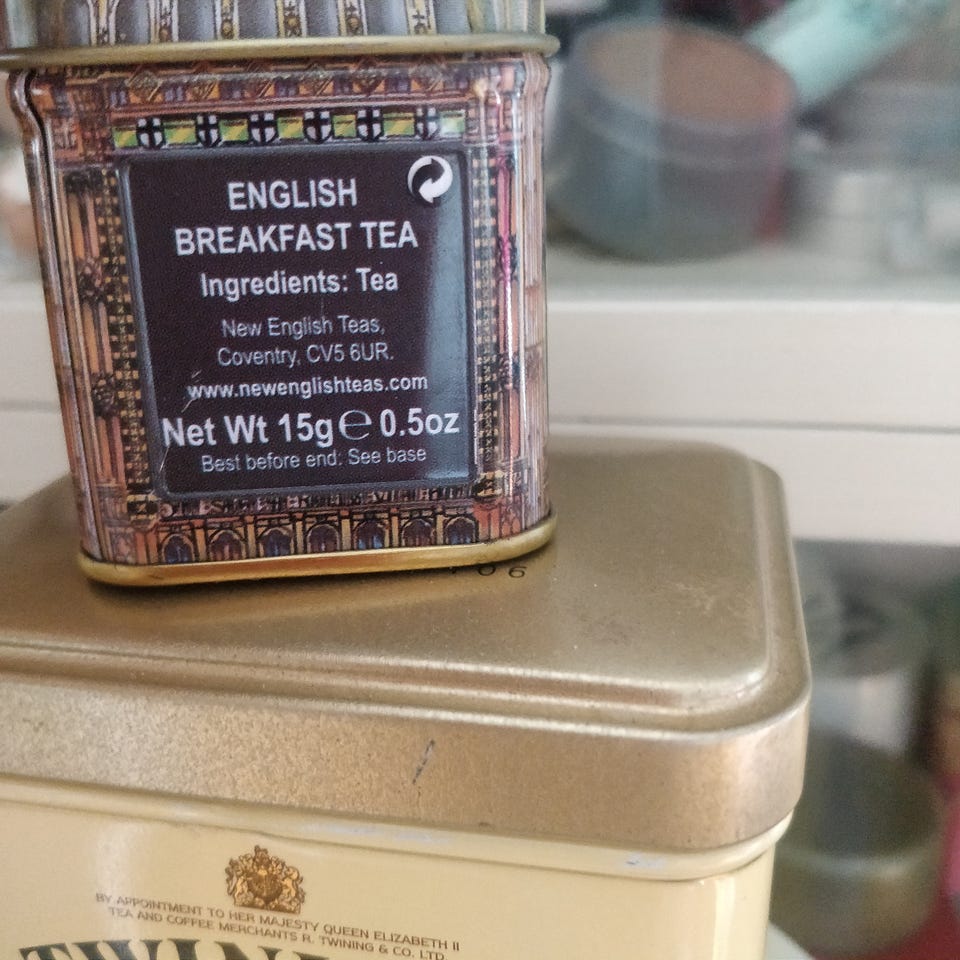 ENGLISH
BREAKFAST TEA
Ingredients: Tea
New English Teas,
Coventry, CV5 6UR.
www.newenglishteas.com
Net Wt 15g ℮ 0.5oz
Best before end: See base
06
BY APPOINTMENT TO HER MAJESTY QUEEN ELIZABETH II
TEA AND COFFEE MERCHANTS R. TWINING & CO. LTD.